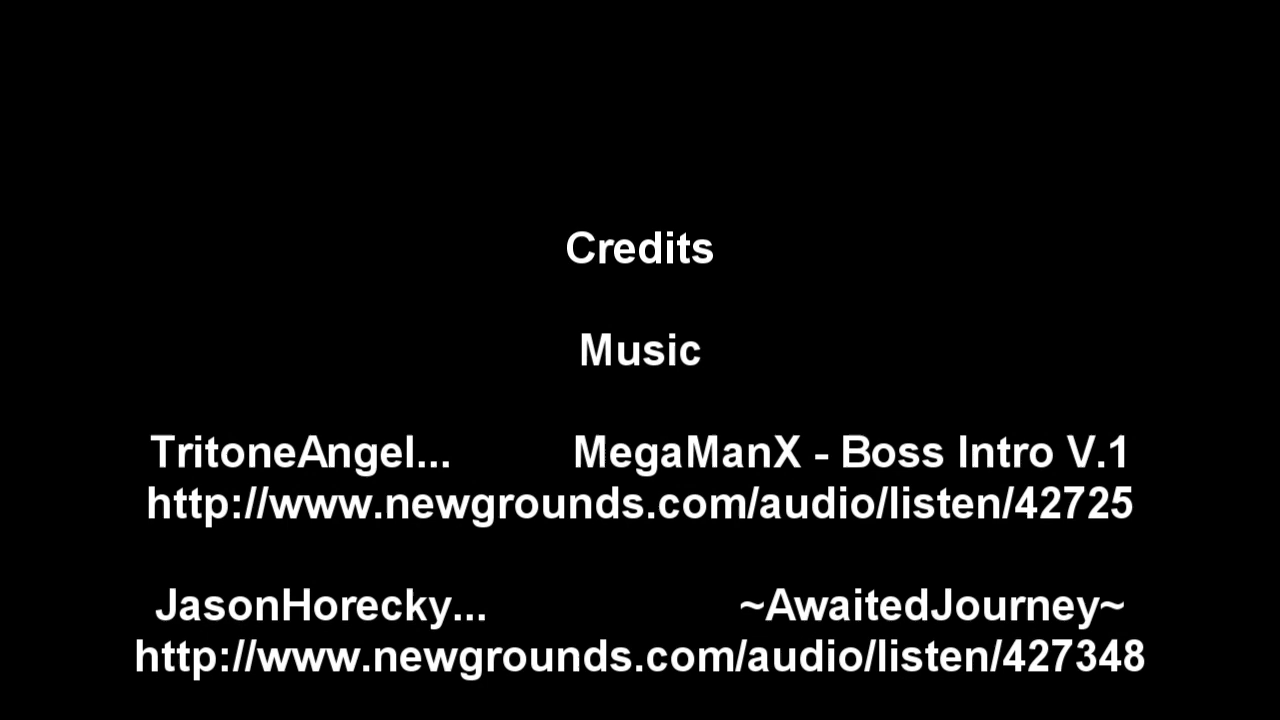 Credits
Music
TritoneAngel... MegaManX - Boss Intro V.1
http://www.newgrounds.com/audio/listen/42725
JasonHorecky... ~AwaitedJourney~
http://www.newgrounds.com/audio/listen/427348